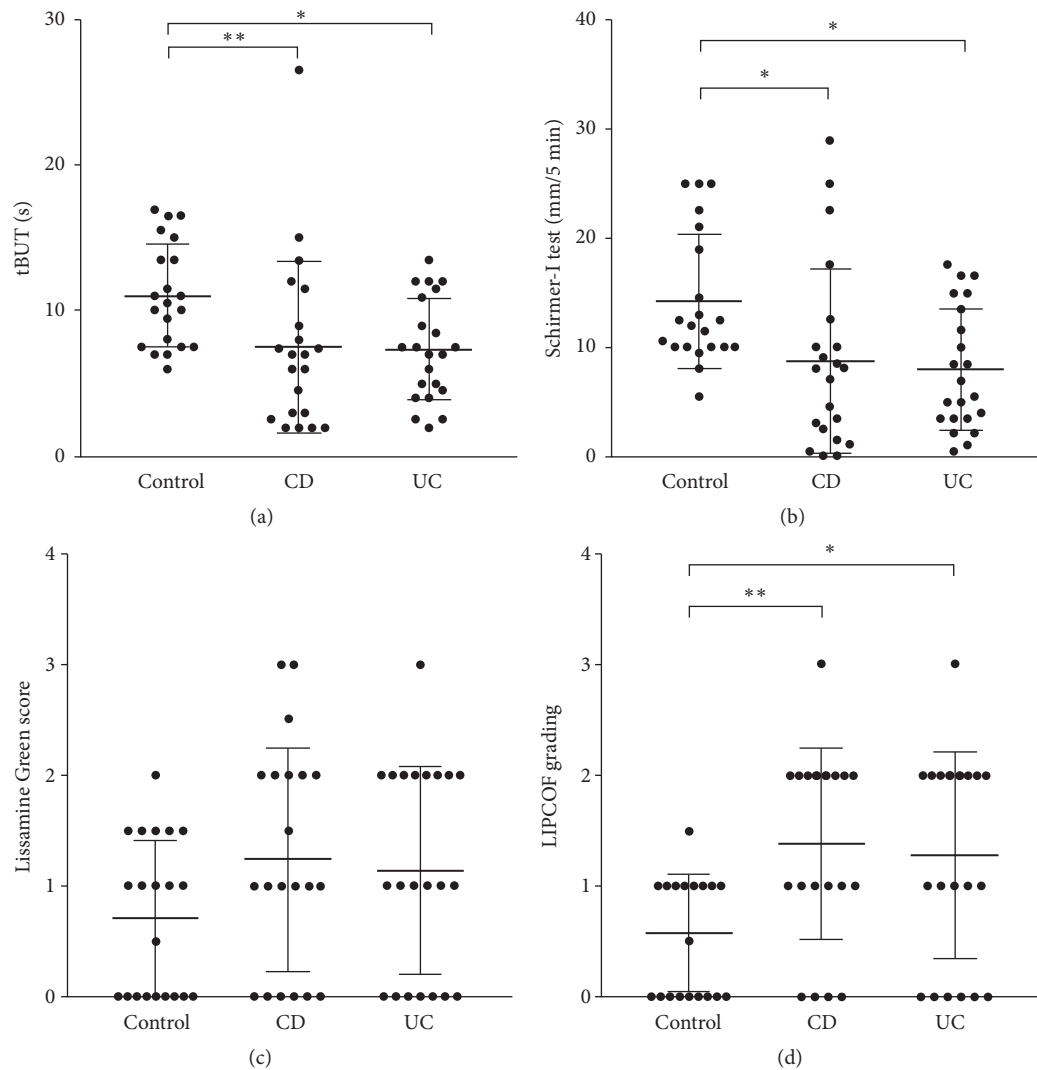 30
20
10
0
tBUT (s)
*
**
Control CD UC
(a)
40
30
20
10
0
Schirmer-I test (mm/5 min)
*
*
Control CD UC
(b)
4
3
2
1
0
Lissamine Green score
Control CD UC
(c)
4
3
2
1
0
LIPCOF grading
*
**
Control CD UC
(d)